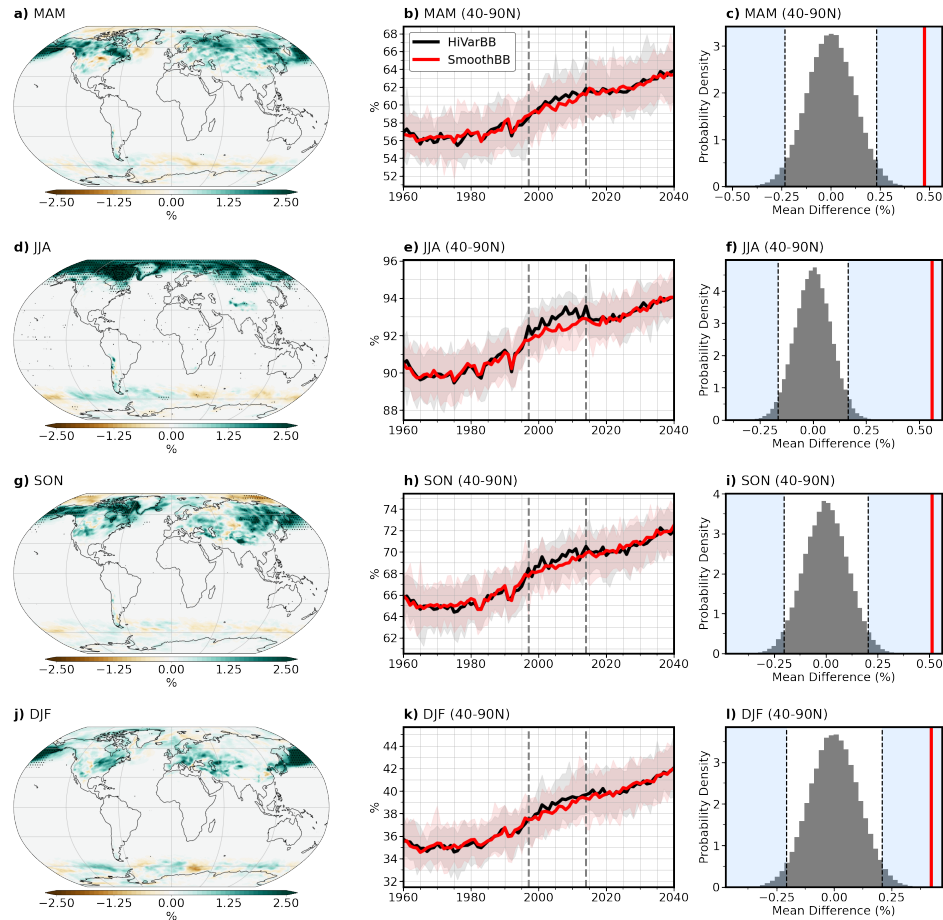 a) MAM
−2.50 −1.25 0.00 1.25 2.50
%
b) MAM (40-90N)
HiVarBB
SmoothBB
%
68
66
64
62
60
58
56
54
52
1960 1980 2000 2020 2040
c) MAM (40-90N)
Probability Density
3
2
1
0
−0.50 −0.25 0.00 0.25 0.50
Mean Difference (%)
d) JJA
−2.50 −1.25 0.00 1.25 2.50
%
e) JJA (40-90N)
%
96
94
92
90
88
1960 1980 2000 2020 2040
f) JJA (40-90N)
Probability Density
4
3
2
1
0
−0.25 0.00 0.25 0.50
Mean Difference (%)
g) SON
−2.50 −1.25 0.00 1.25 2.50
%
h) SON (40-90N)
%
74
72
70
68
66
64
62
1960 1980 2000 2020 2040
i) SON (40-90N)
Probability Density
4
3
2
1
0
−0.25 0.00 0.25 0.50
Mean Difference (%)
j) DJF
−2.50 −1.25 0.00 1.25 2.50
%
k) DJF (40-90N)
%
44
42
40
38
36
34
32
1960 1980 2000 2020 2040
l) DJF (40-90N)
Probability Density
3
2
1
0
−0.25 0.00 0.25
Mean Difference (%)